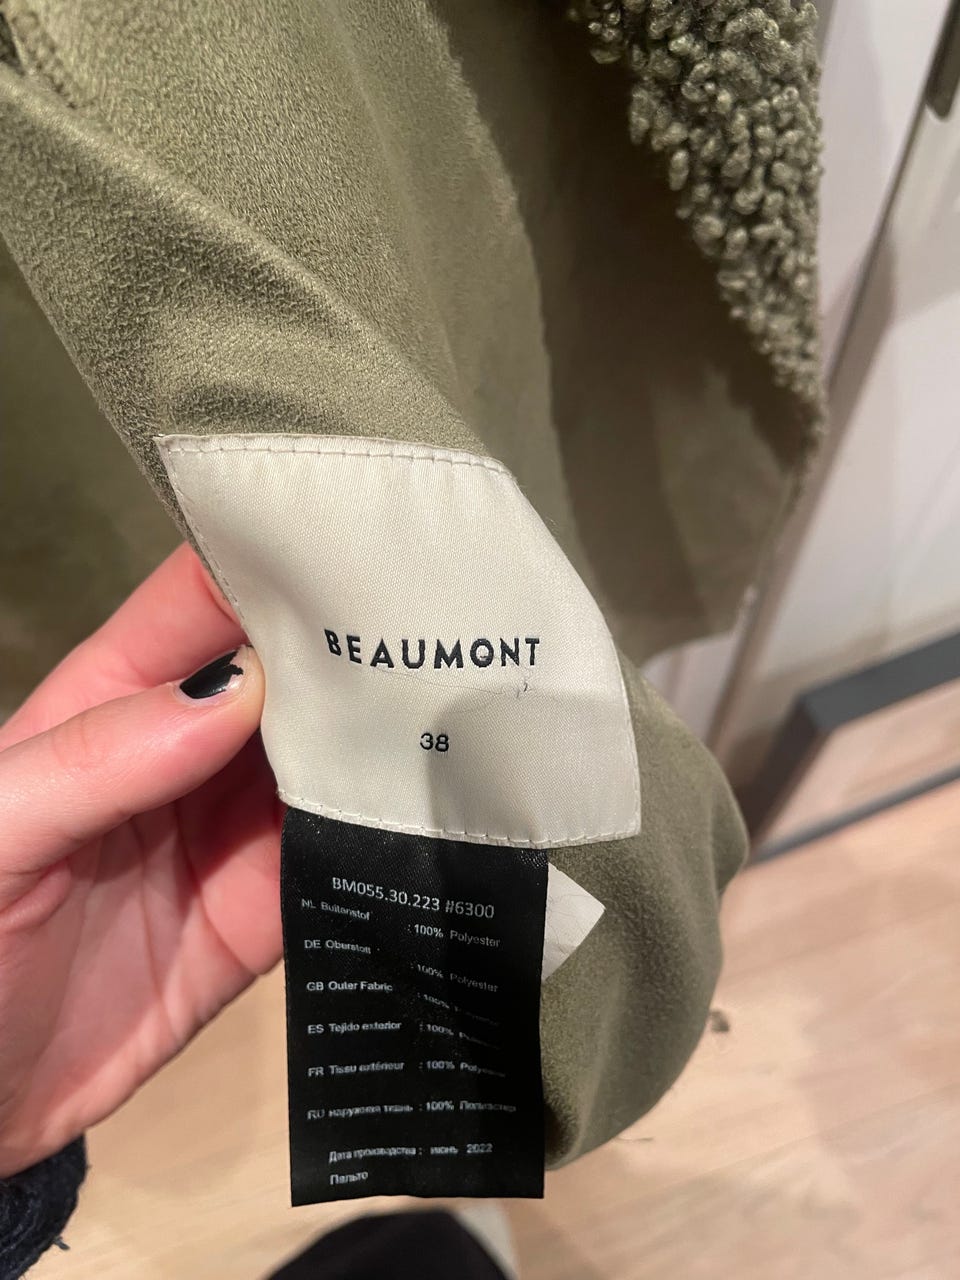 BEAUMONT
38
BM055.30.223 #6300
NL Buitenstof : 100% Polyester
DE Oberstoff : 100% Polyester
GB Outer Fabric : 100% Polyester
ES Tejido exterior : 100%
FR Tissu extérieur : 100% Polyester
RU наружная ткань : 100% Полиэстер
Дата производства : июнь 2022
Пальто